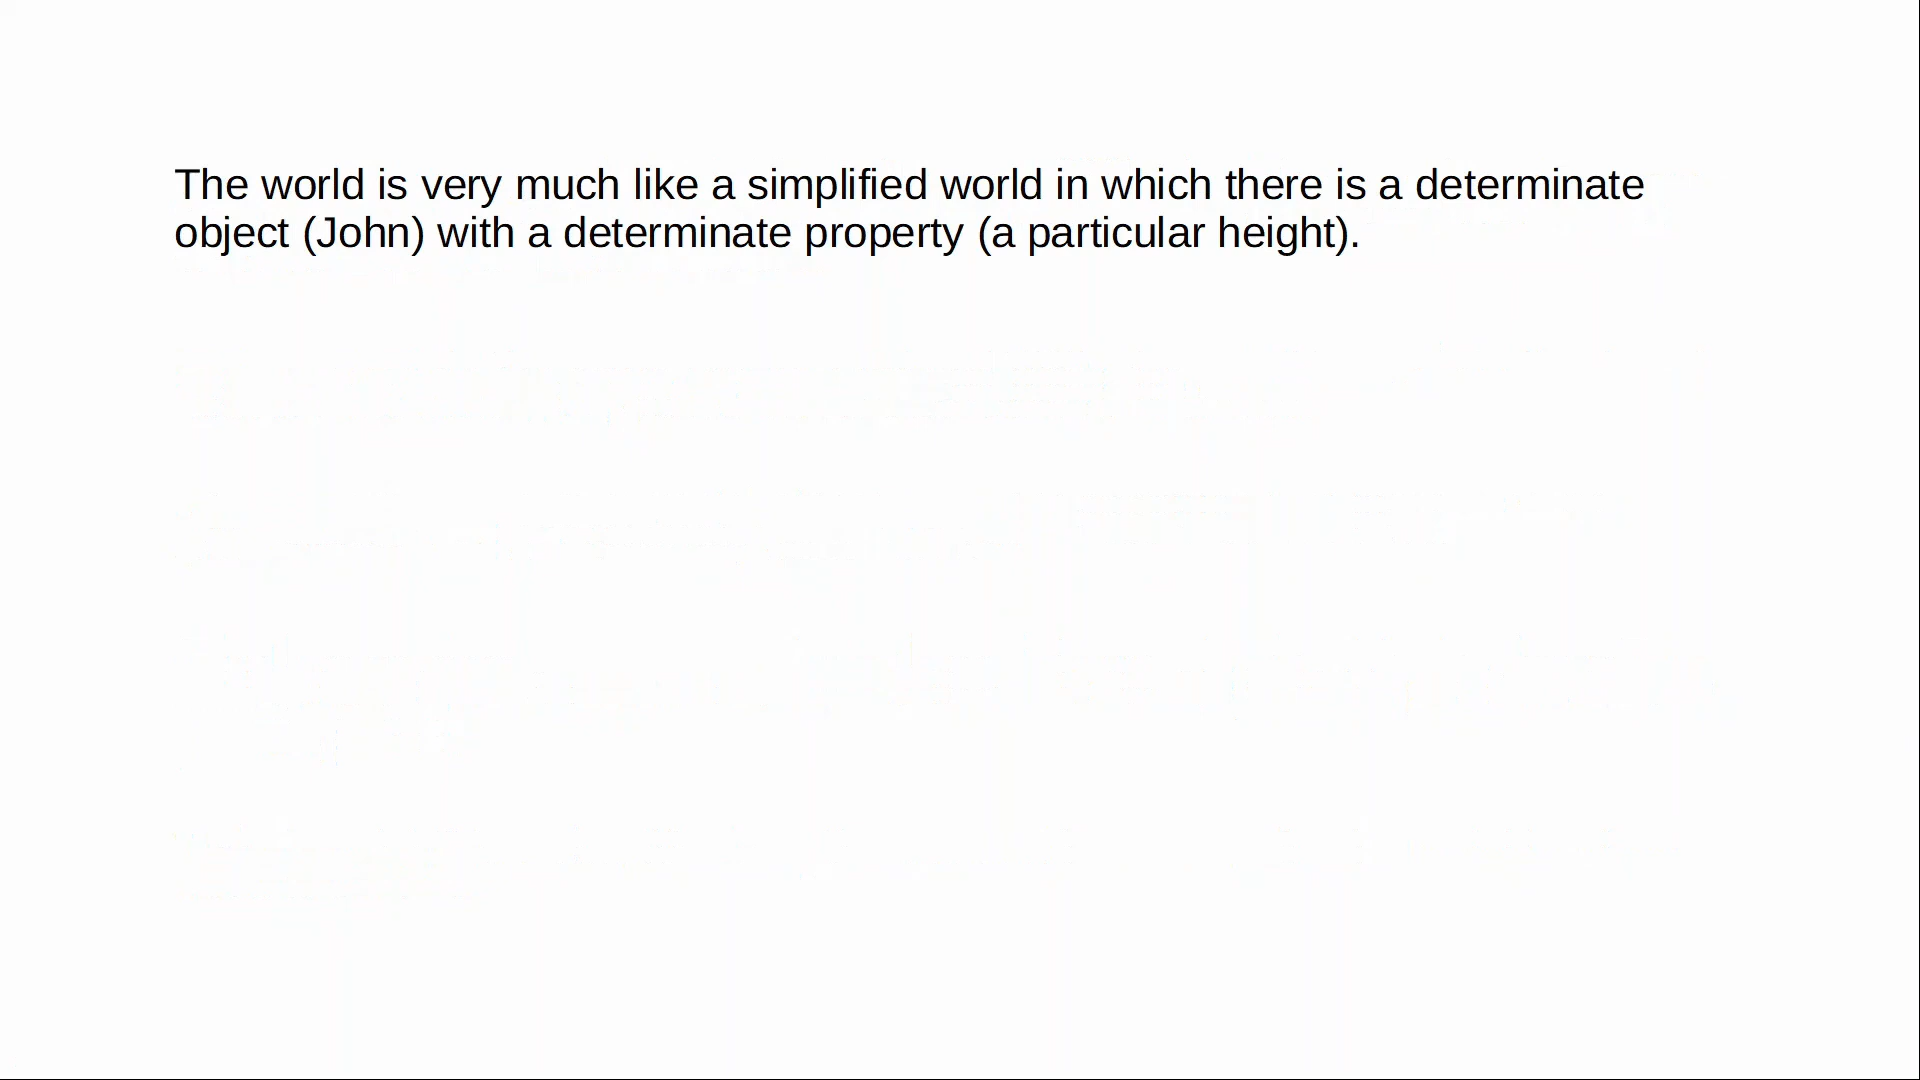 The world is very much like a simplified world in which there is a determinate
object (John) with a determinate property (a particular height).